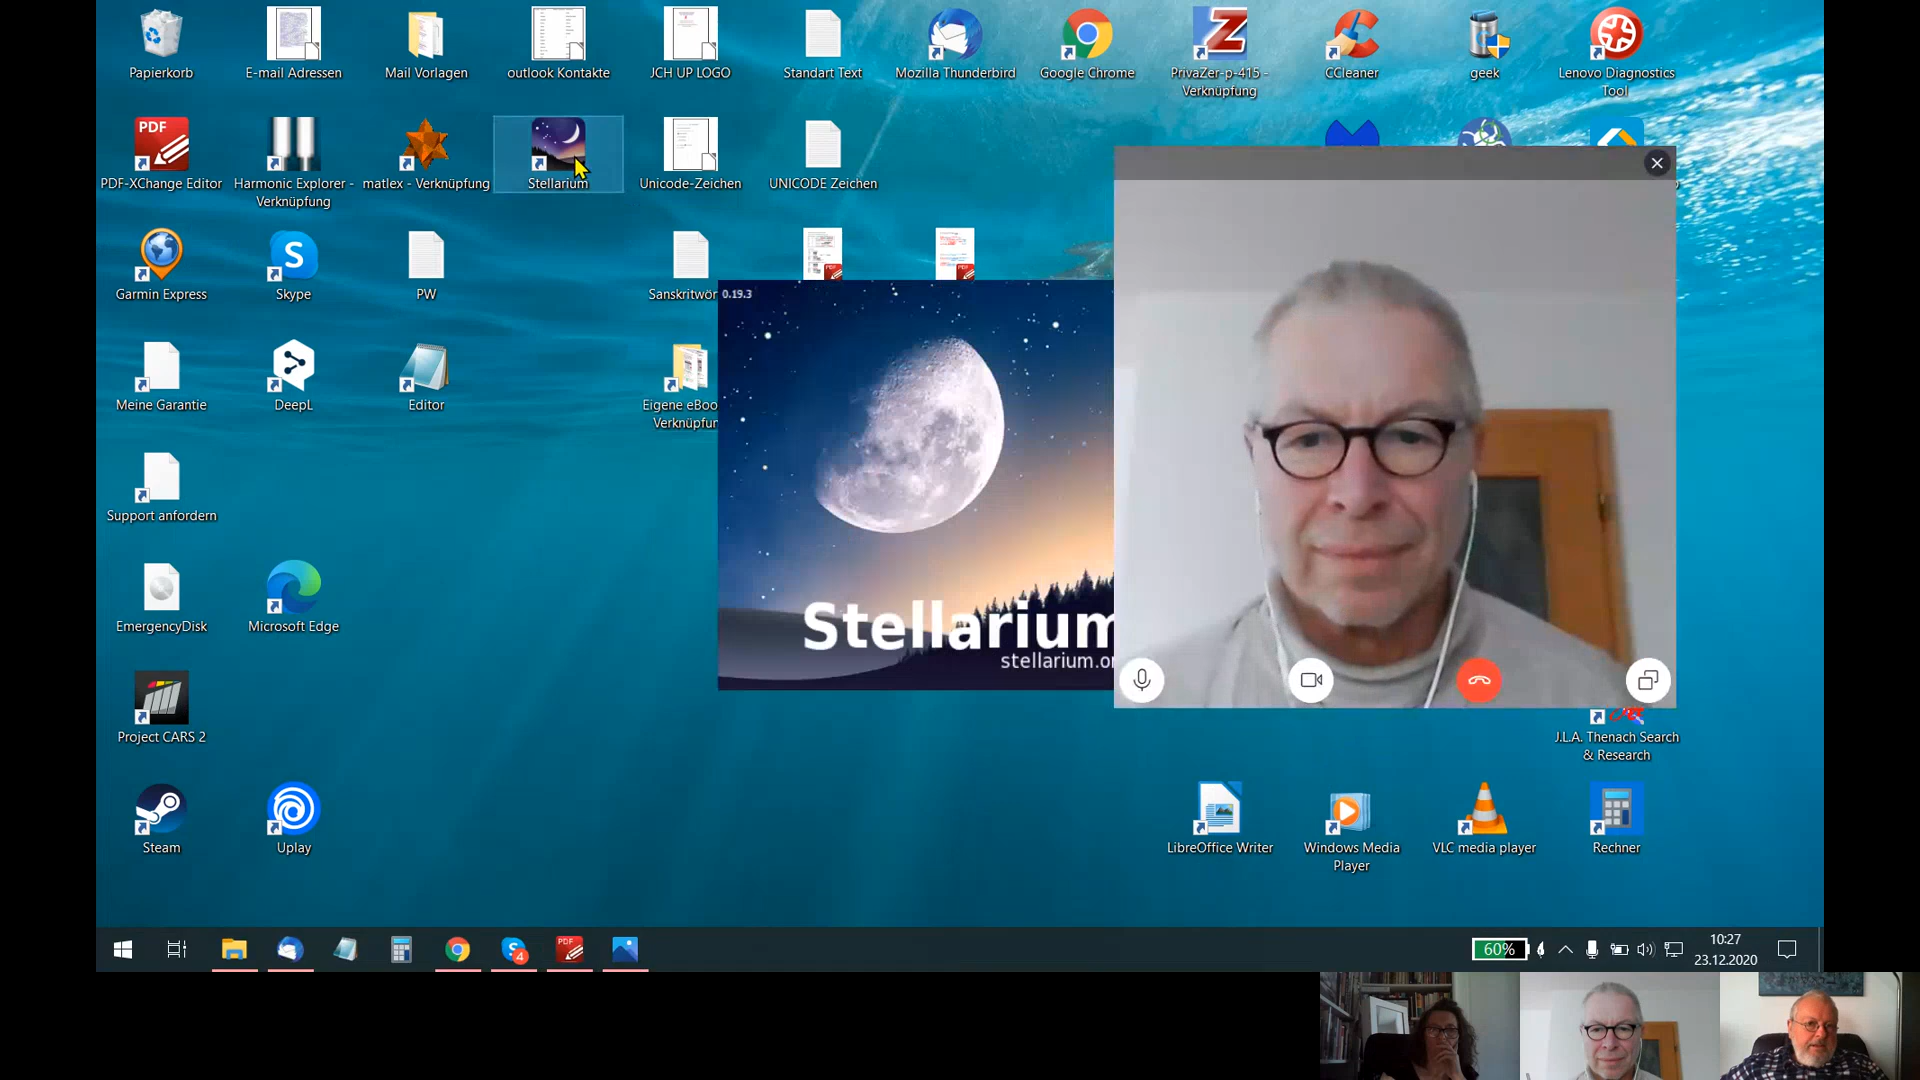 Papierkorb
E-mail Adressen
Mail Vorlagen
outlook Kontakte
JCH UP LOGO
Standart Text
Mozilla Thunderbird
Google Chrome
PrivaZer-p-415 -
Verknüpfung
CCleaner
geek
Lenovo Diagnostics
Tool
PDF
PDF-XChange Editor
Harmonic Explorer -
Verknüpfung
matlex - Verknüpfung
Stellarium
Unicode-Zeichen
UNICODE Zeichen
Garmin Express
Skype
PW
Sanskritwör
0.19.3
Meine Garantie
DeepL
Editor
Eigene eBoo
Verknüpfun
Support anfordern
EmergencyDisk
Microsoft Edge
Stellarium
stellarium.or
Project CARS 2
J.L.A. Thenach Search
& Research
Steam
Uplay
LibreOffice Writer
Windows Media
Player
VLC media player
Rechner
4
PDF
60%
10:27
23.12.2020